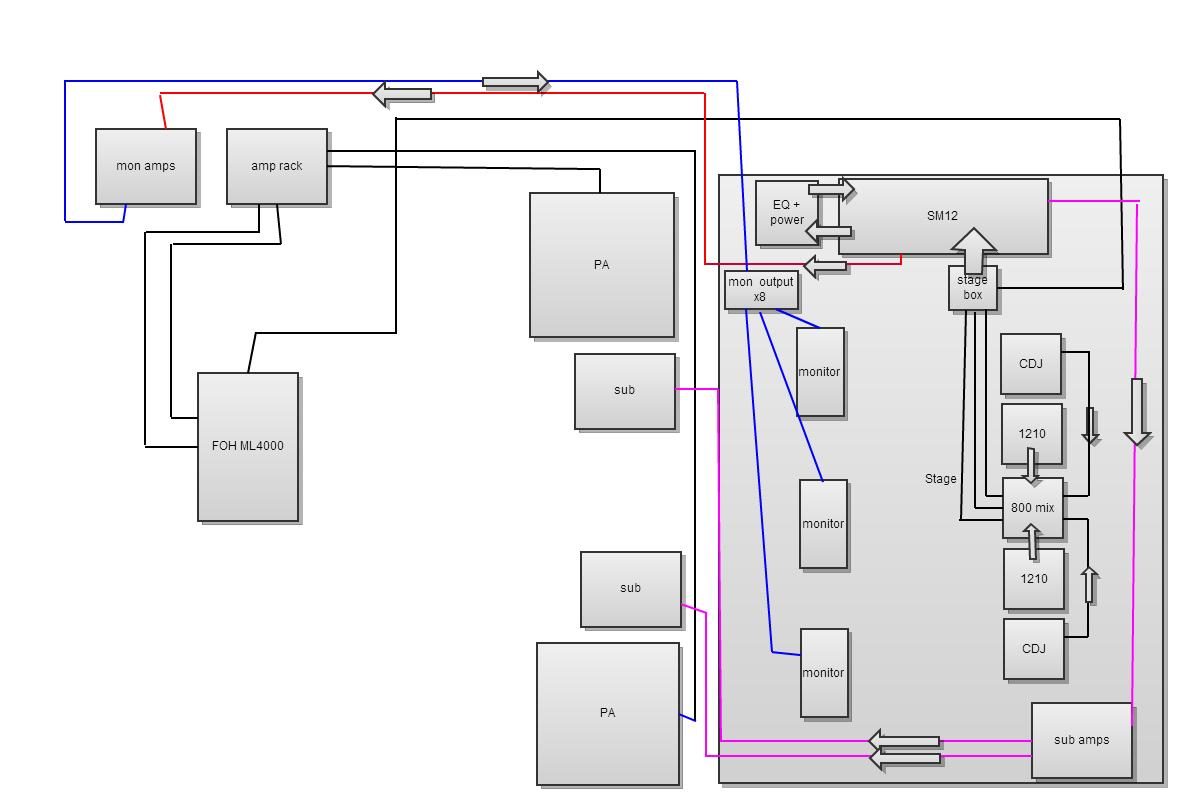 mon amps
amp rack
EQ +
power
SM12
PA
mon output
x8
stage
box
monitor
CDJ
sub
1210
FOH ML4000
Stage
800 mix
monitor
1210
sub
CDJ
monitor
PA
sub amps